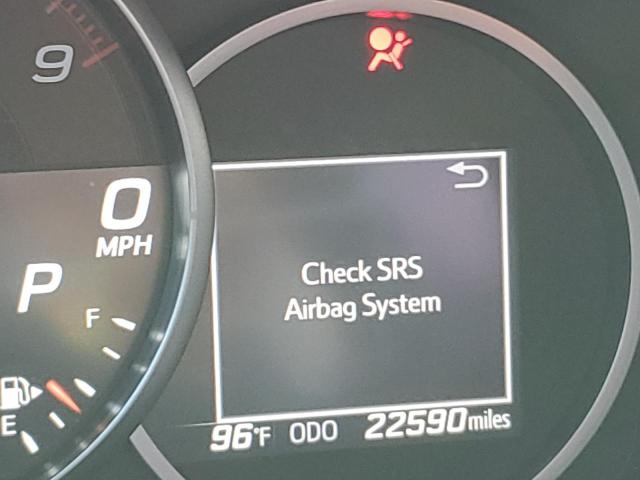 9
0
MPH
P
F
E
Check SRS
Airbag System
96°F ODO 22590 miles